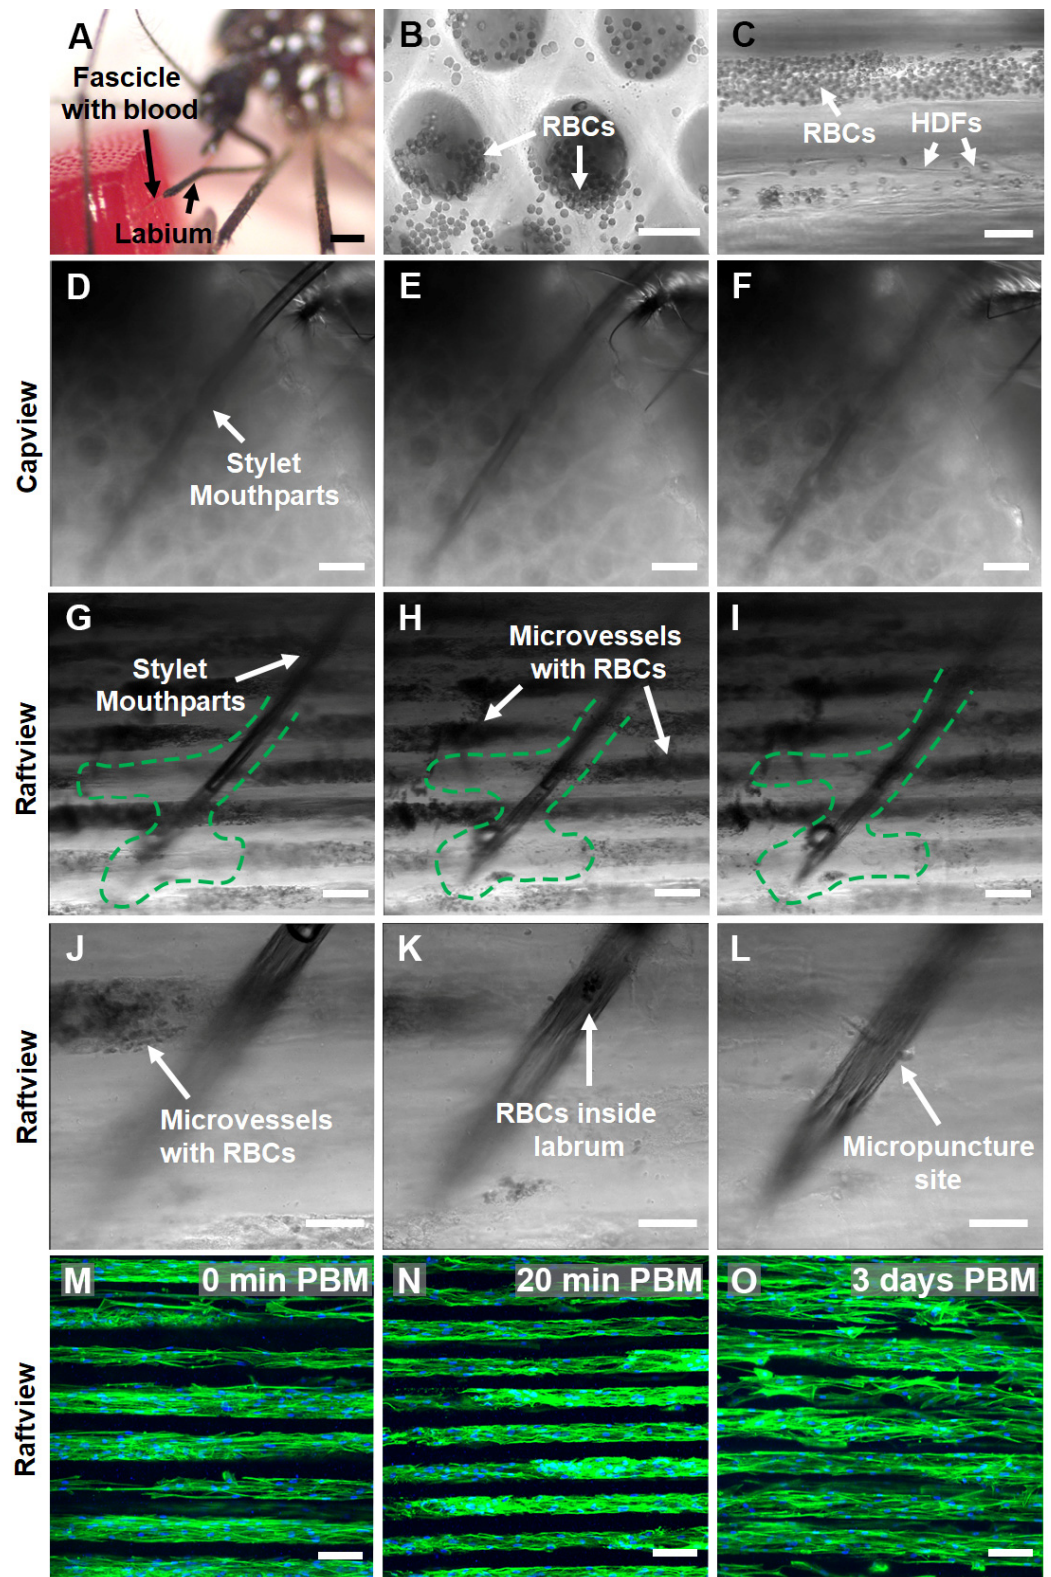 A
Fascicle
with blood
Labium
B
RBCs
C
RBCs
HDFs
Capview
D
Stylet
Mouthparts
E
F
Raftview
G
Stylet
Mouthparts
H
Microvessels
with RBCs
I
Raftview
J
Microvessels
with RBCs
K
RBCs inside
labrum
L
Micropuncture
site
Raftview
M
0 min PBM
N
20 min PBM
O
3 days PBM